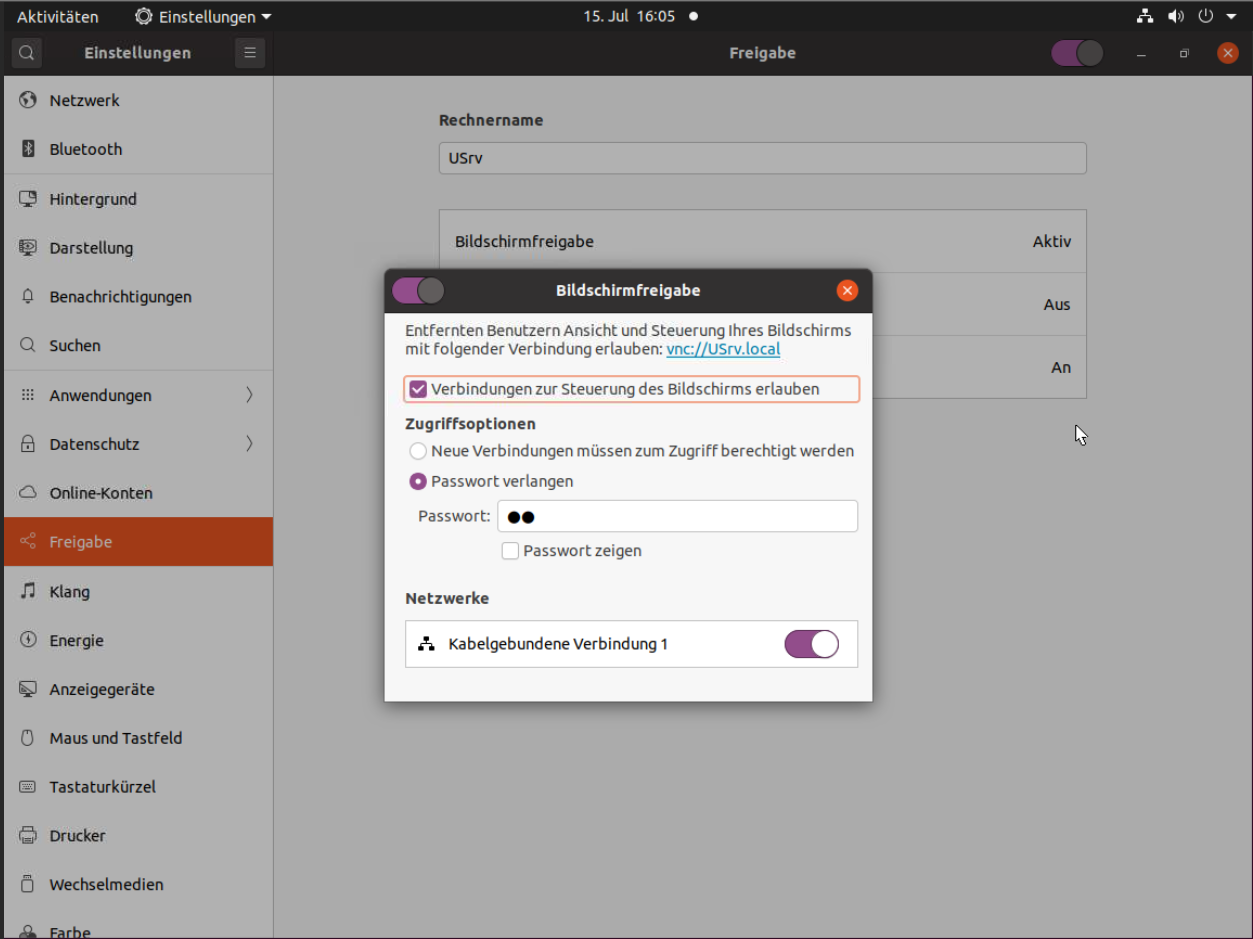 Aktivitäten
Einstellungen
15. Jul 16:05
Einstellungen
Freigabe
Netzwerk
Bluetooth
Hintergrund
Darstellung
Benachrichtigungen
Suchen
Anwendungen
Datenschutz
Online-Konten
Freigabe
Klang
Energie
Anzeigegeräte
Maus und Tastfeld
Tastaturkürzel
Drucker
Wechselmedien
Farbe
Rechnername
USrv
Bildschirmfreigabe Aktiv
Aus
An
Bildschirmfreigabe
Entfernten Benutzern Ansicht und Steuerung Ihres Bildschirms
mit folgender Verbindung erlauben: vnc://USrv.local
Verbindungen zur Steuerung des Bildschirms erlauben
Zugriffsoptionen
Neue Verbindungen müssen zum Zugriff berechtigt werden
Passwort verlangen
Passwort: ●●
Passwort zeigen
Netzwerke
Kabelgebundene Verbindung 1